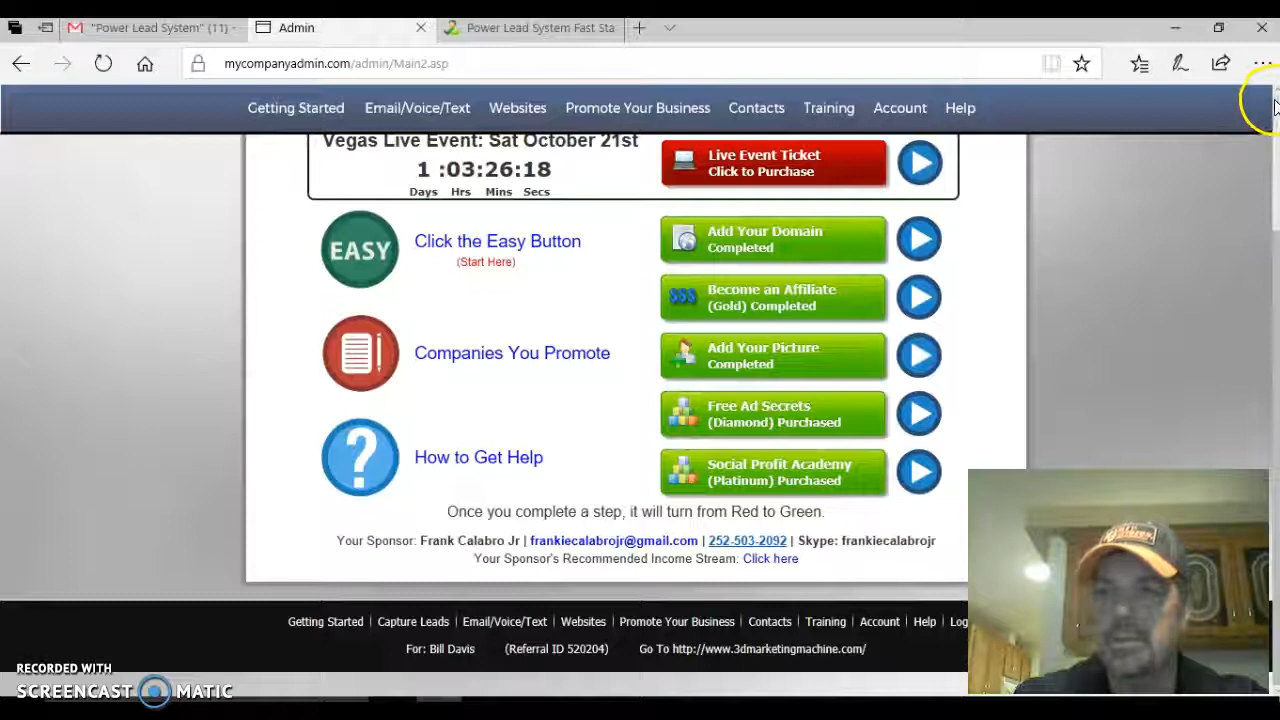 "Power Lead System" (11)
Admin
Power Lead System Fast Sta
mycompanyadmin.com/admin/Main2.asp
Getting Started Email/Voice/Text Websites Promote Your Business Contacts Training Account Help
Vegas Live Event: Sat October 21st
1 :03:26:18
Days Hrs Mins Secs
Live Event Ticket
Click to Purchase
EASY
Click the Easy Button
(Start Here)
Companies You Promote
?
How to Get Help
Add Your Domain
Completed
$$$
Become an Affiliate
(Gold) Completed
Add Your Picture
Completed
Free Ad Secrets
(Diamond) Purchased
Social Profit Academy
(Platinum) Purchased
Once you complete a step, it will turn from Red to Green.
Your Sponsor: Frank Calabro Jr | frankiecalabrojr@gmail.com | 252-503-2092 | Skype: frankiecalabrojr
Your Sponsor's Recommended Income Stream: Click here
Getting Started | Capture Leads | Email/Voice/Text | Websites | Promote Your Business | Contacts | Training | Account | Help | Log
For: Bill Davis (Referral ID 520204) Go To http://www.3dmarketingmachine.com/
RECORDED WITH
SCREENCAST MATIC